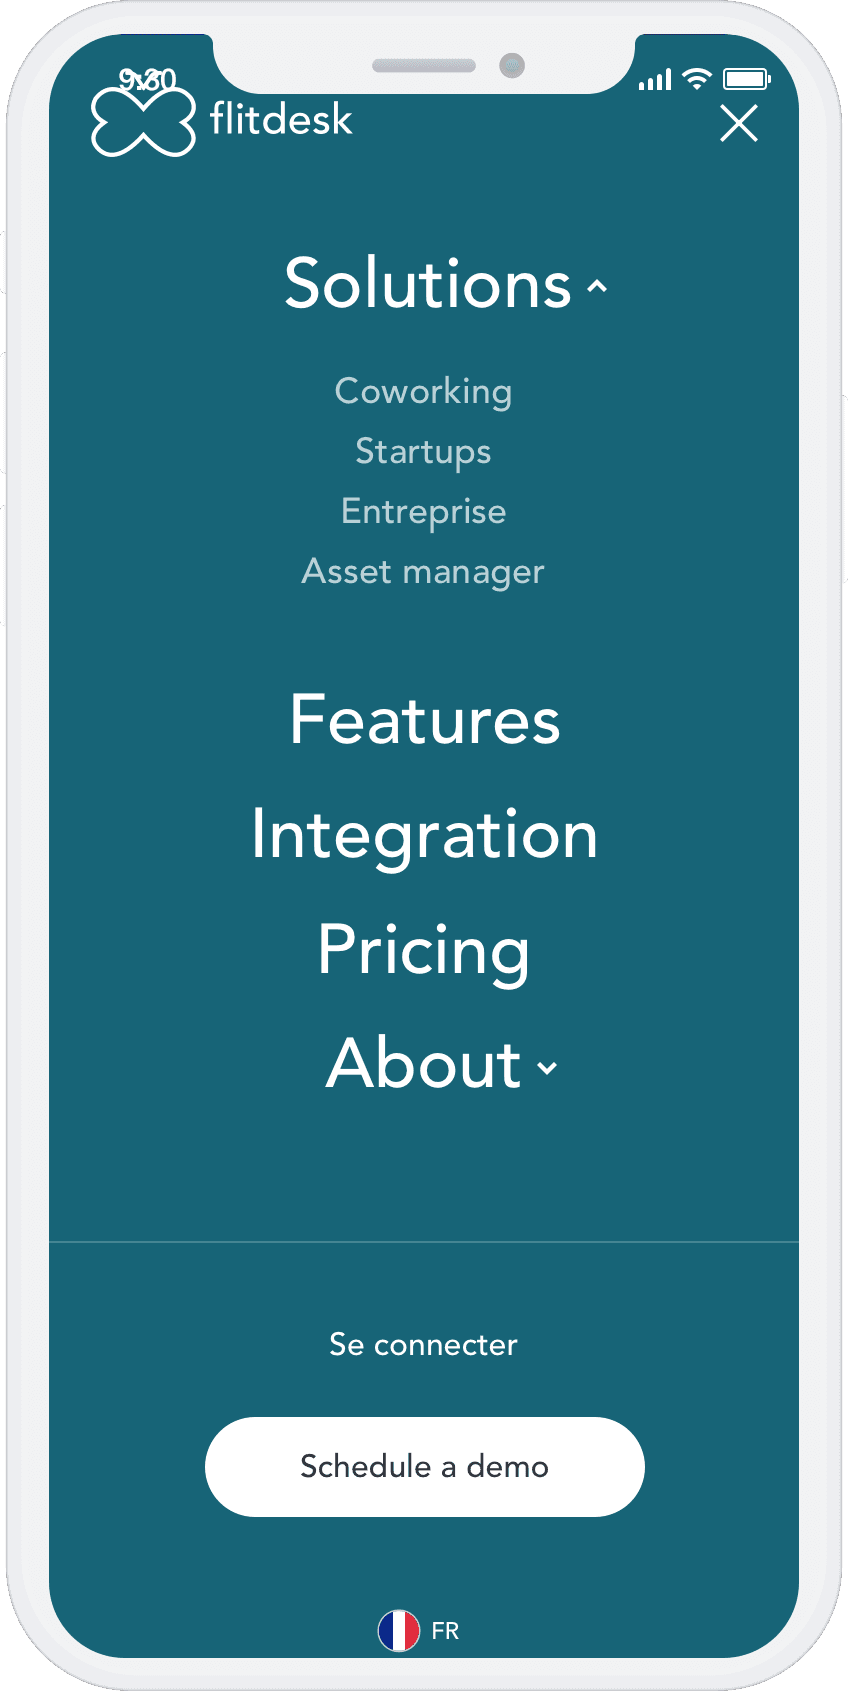 9:30
flitdesk
Solutions
Coworking
Startups
Entreprise
Asset manager
Features
Integration
Pricing
About
Se connecter
Schedule a demo
FR